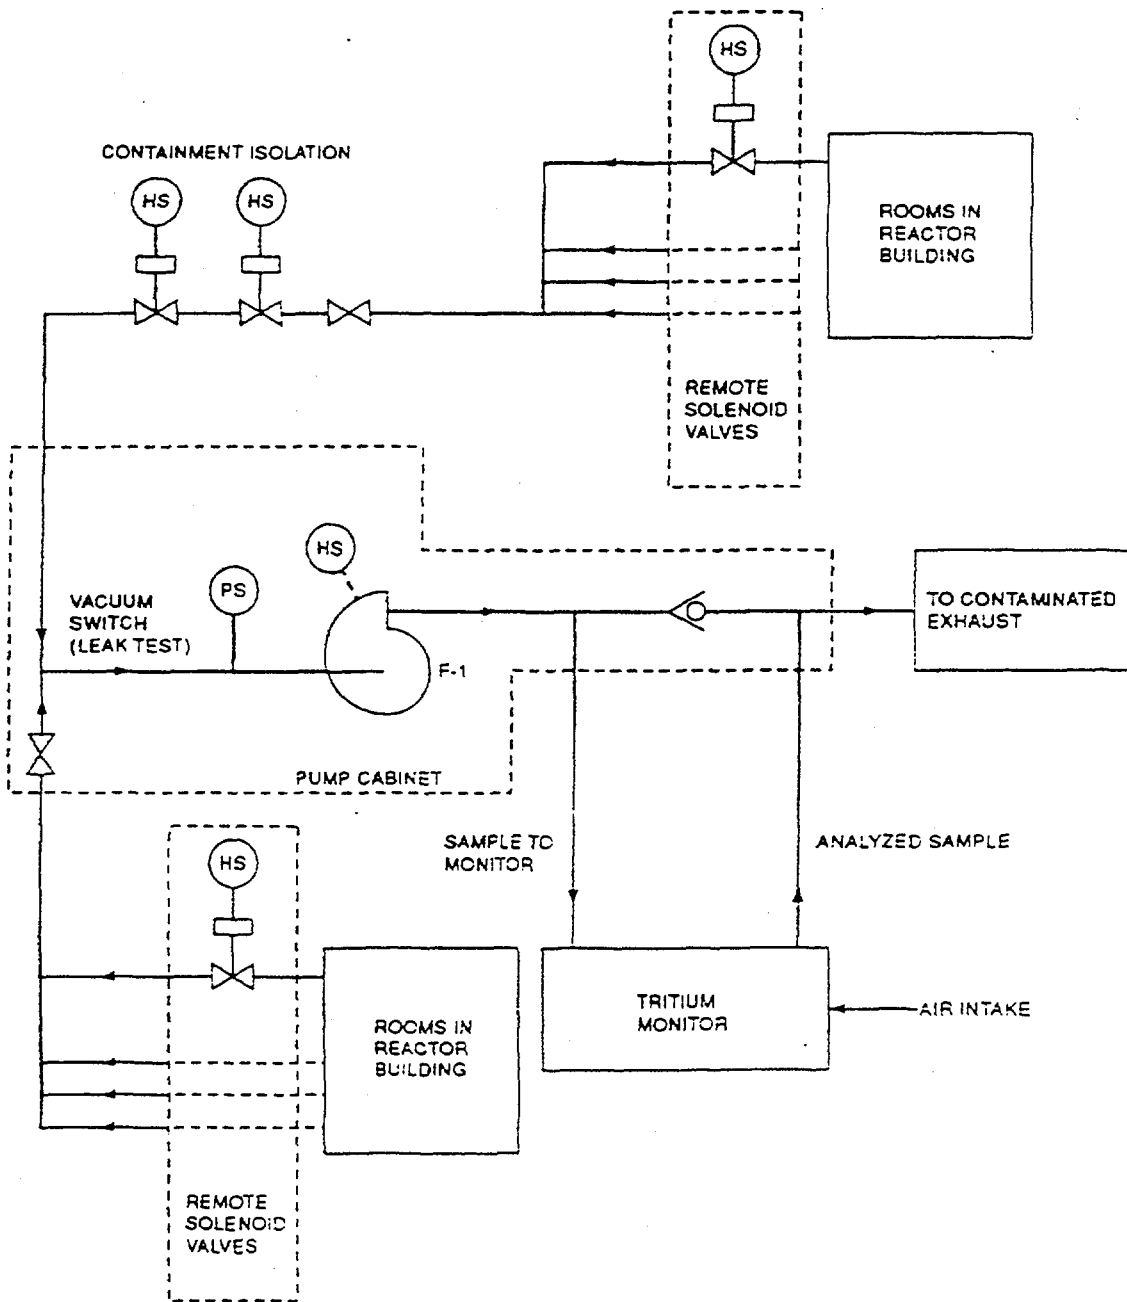 HS
CONTAINMENT ISOLATION
HS
HS
ROOMS IN
REACTOR
BUILDING
REMOTE
SOLENOID
VALVES
HS
PS
VACUUM
SWITCH
(LEAK TEST)
F-1
TO CONTAMINATED
EXHAUST
PUMP CABINET
SAMPLE TO
MONITOR
ANALYZED SAMPLE
HS
TRITIUM
MONITOR
AIR INTAKE
ROOMS IN
REACTOR
BUILDING
REMOTE
SOLENOID
VALVES